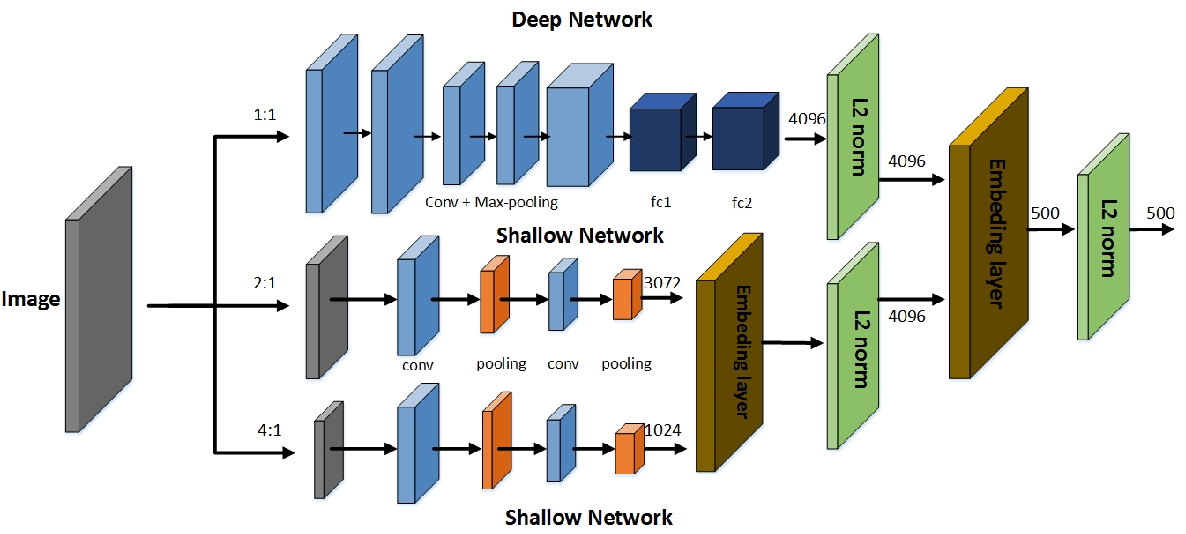 Deep Network
1:1
4096
L2 norm
4096
Conv + Max-pooling
fc1
fc2
Embeding layer
500
L2 norm
500
Shallow Network
Image
2:1
3072
Embeding layer
L2 norm
4096
conv
pooling
conv
pooling
4:1
1024
Shallow Network